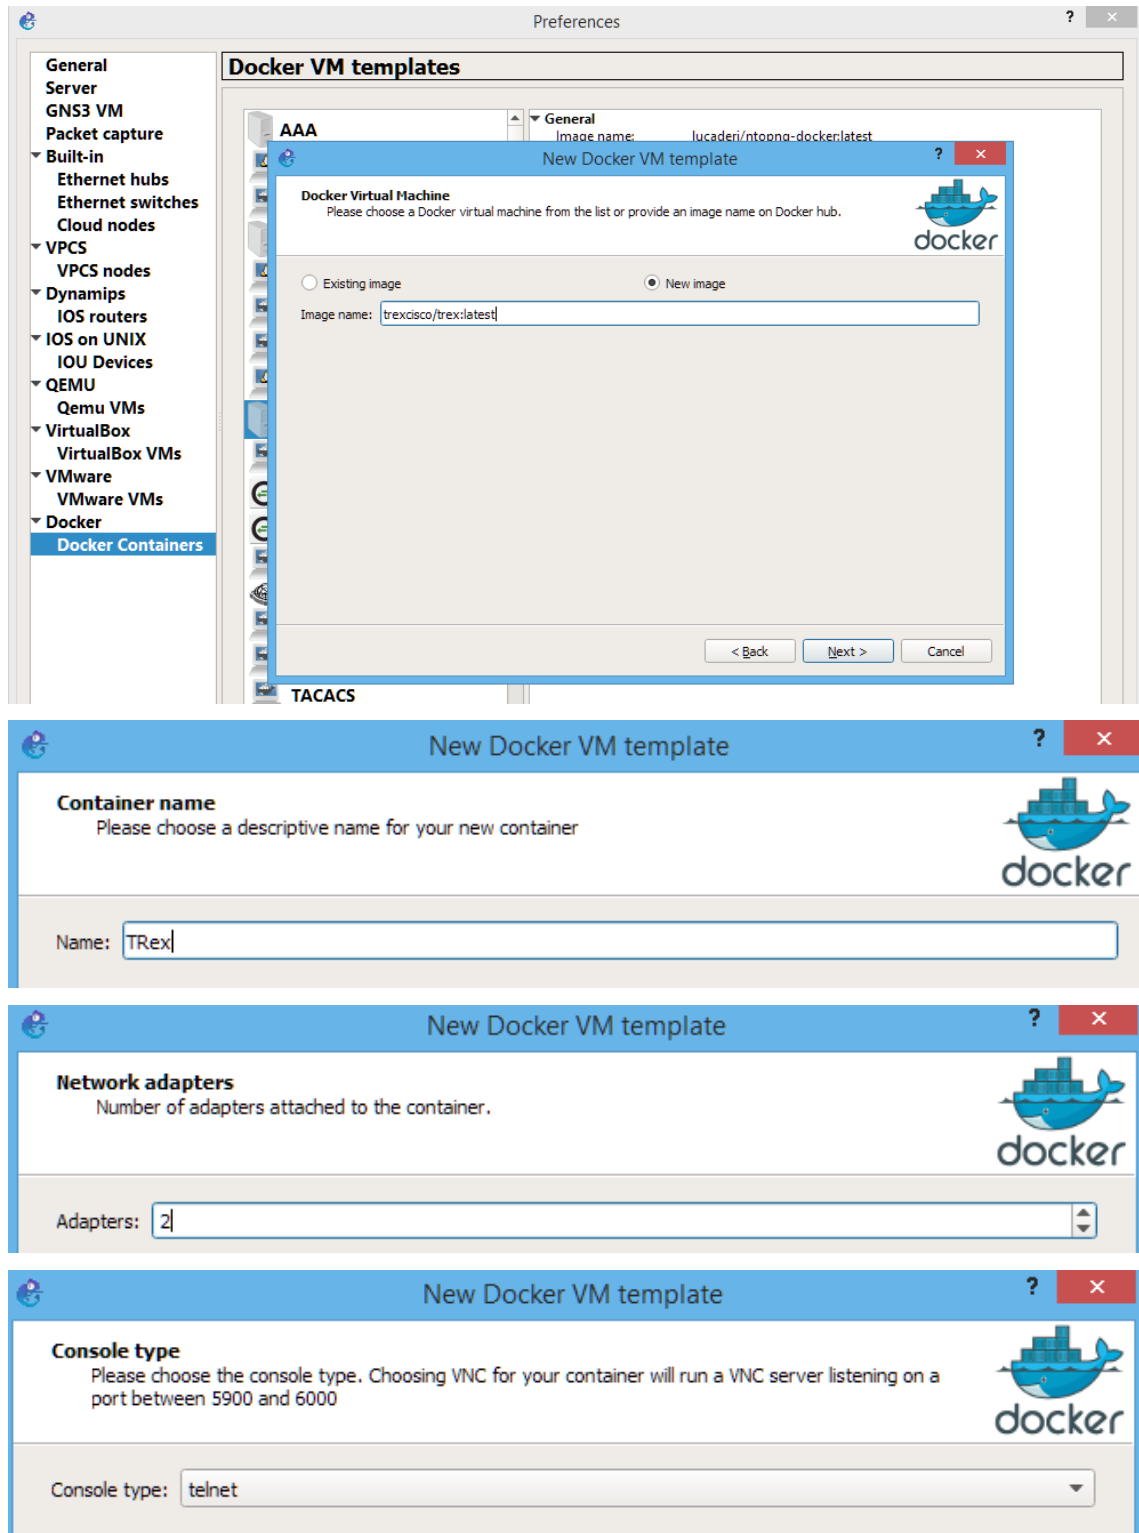 Preferences
?
×
General
Server
GNS3 VM
Packet capture
Built-in
Ethernet hubs
Ethernet switches
Cloud nodes
VPCS
VPCS nodes
Dynamips
IOS routers
IOS on UNIX
IOU Devices
QEMU
Qemu VMs
VirtualBox
VirtualBox VMs
VMware
VMware VMs
Docker
Docker Containers
Docker VM templates
AAA
TACACS
General
Image name: lucaderi/ntopng-docker:latest
New Docker VM template
?
×
Docker Virtual Machine
Please choose a Docker virtual machine from the list or provide an image name on Docker hub.
docker
Existing image
New image
Image name: trexcisco/trex:latest
< Back
Next >
Cancel
New Docker VM template
?
×
Container name
Please choose a descriptive name for your new container
docker
Name: TRex
New Docker VM template
?
×
Network adapters
Number of adapters attached to the container.
docker
Adapters: 2
New Docker VM template
?
×
Console type
Please choose the console type. Choosing VNC for your container will run a VNC server listening on a
port between 5900 and 6000
docker
Console type: telnet